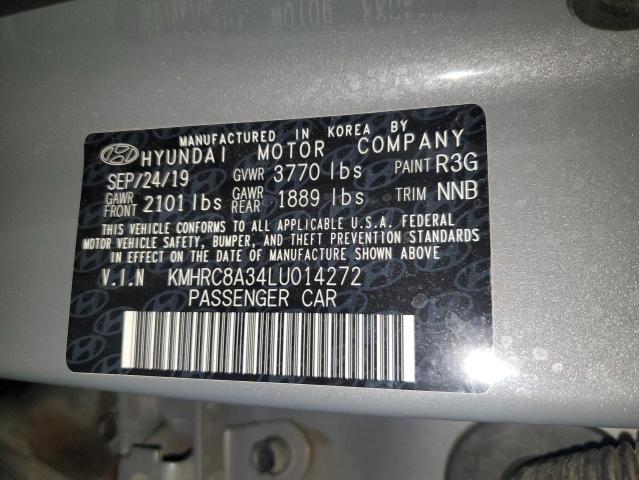 MANUFACTURED IN KOREA BY
HYUNDAI MOTOR COMPANY
SEP/24/19 GVWR 3770 lbs PAINT R3G
GAWR FRONT 2101 lbs GAWR REAR 1889 lbs TRIM NNB
THIS VEHICLE CONFORMS TO ALL APPLICABLE U.S.A. FEDERAL
MOTOR VEHICLE SAFETY, BUMPER, AND THEFT PREVENTION STANDARDS
IN EFFECT ON THE DATE OF MANUFACTURE SHOWN ABOVE.
V.I.N KMHRC8A34LU014272
PASSENGER CAR